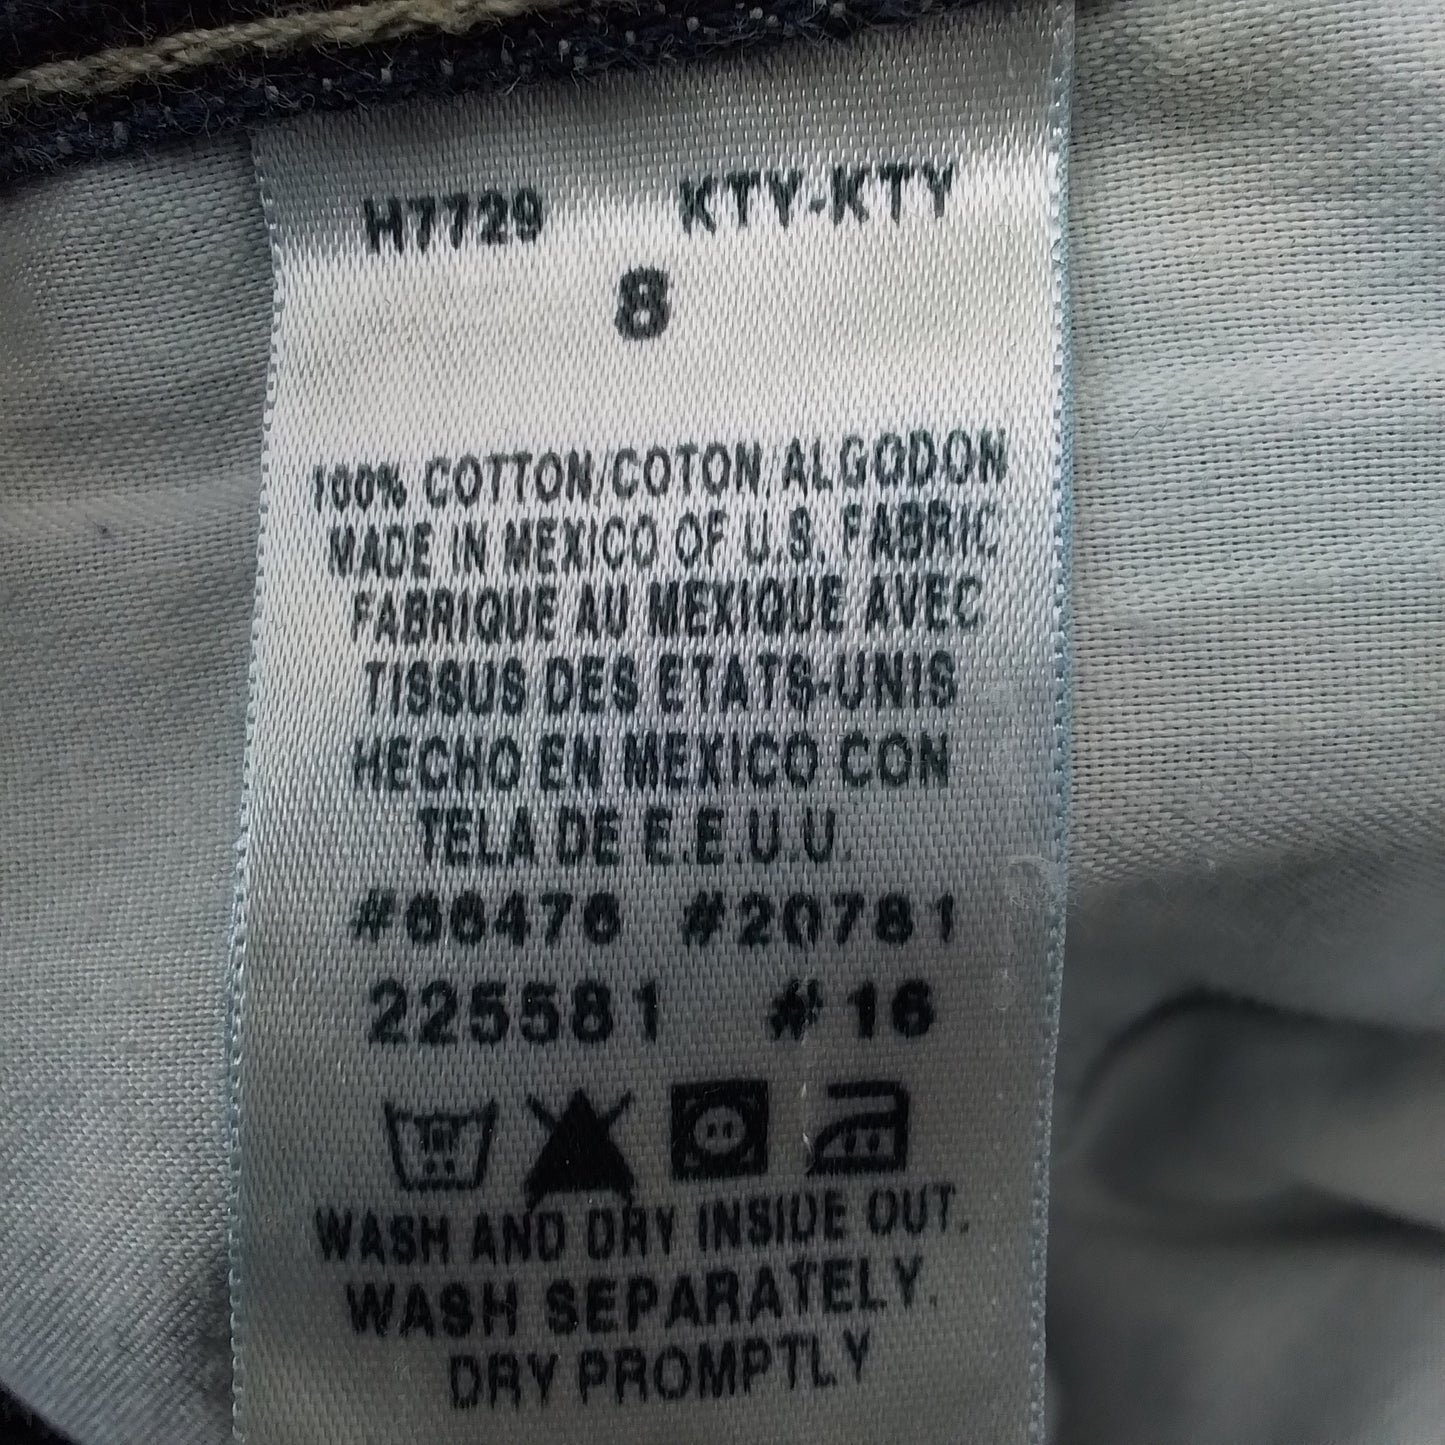 H7729 KTY-KTY
8
100% COTTON/COTON/ALGODON
MADE IN MEXICO OF U.S. FABRIC
FABRIQUE AU MEXIQUE AVEC
TISSUS DES ETATS-UNIS
HECHO EN MEXICO CON
TELA DE E.E.U.U.
#66476 #20781
225581 #16
WASH AND DRY INSIDE OUT.
WASH SEPARATELY.
DRY PROMPTLY